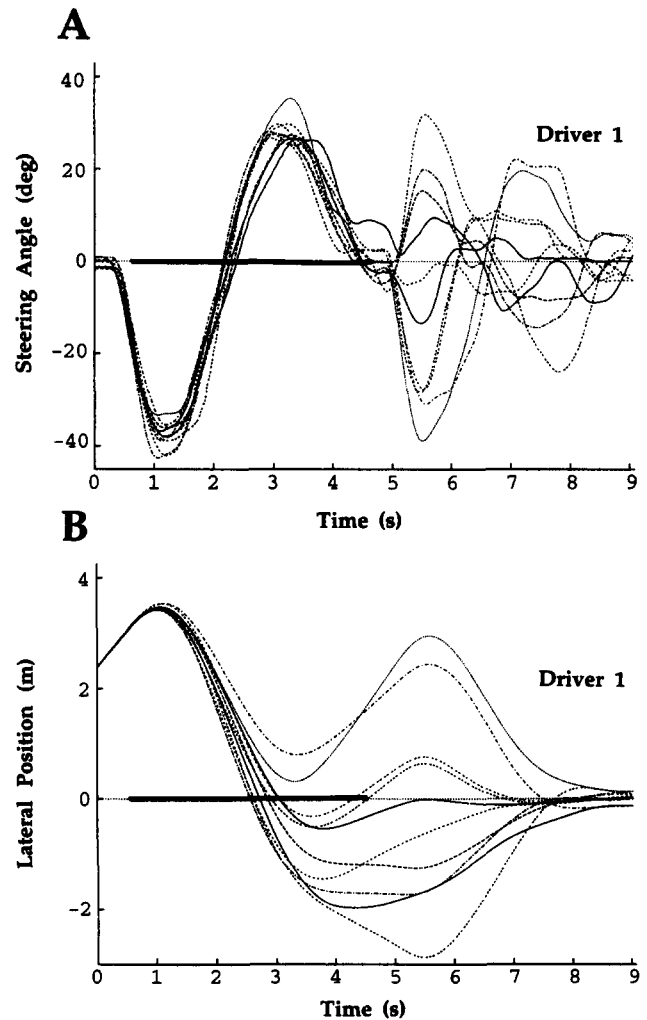 A
40
20
0
-20
-40
Steering Angle (deg)
Driver 1
0 1 2 3 4 5 6 7 8 9
Time (s)
B
4
2
0
-2
Lateral Position (m)
Driver 1
0 1 2 3 4 5 6 7 8 9
Time (s)